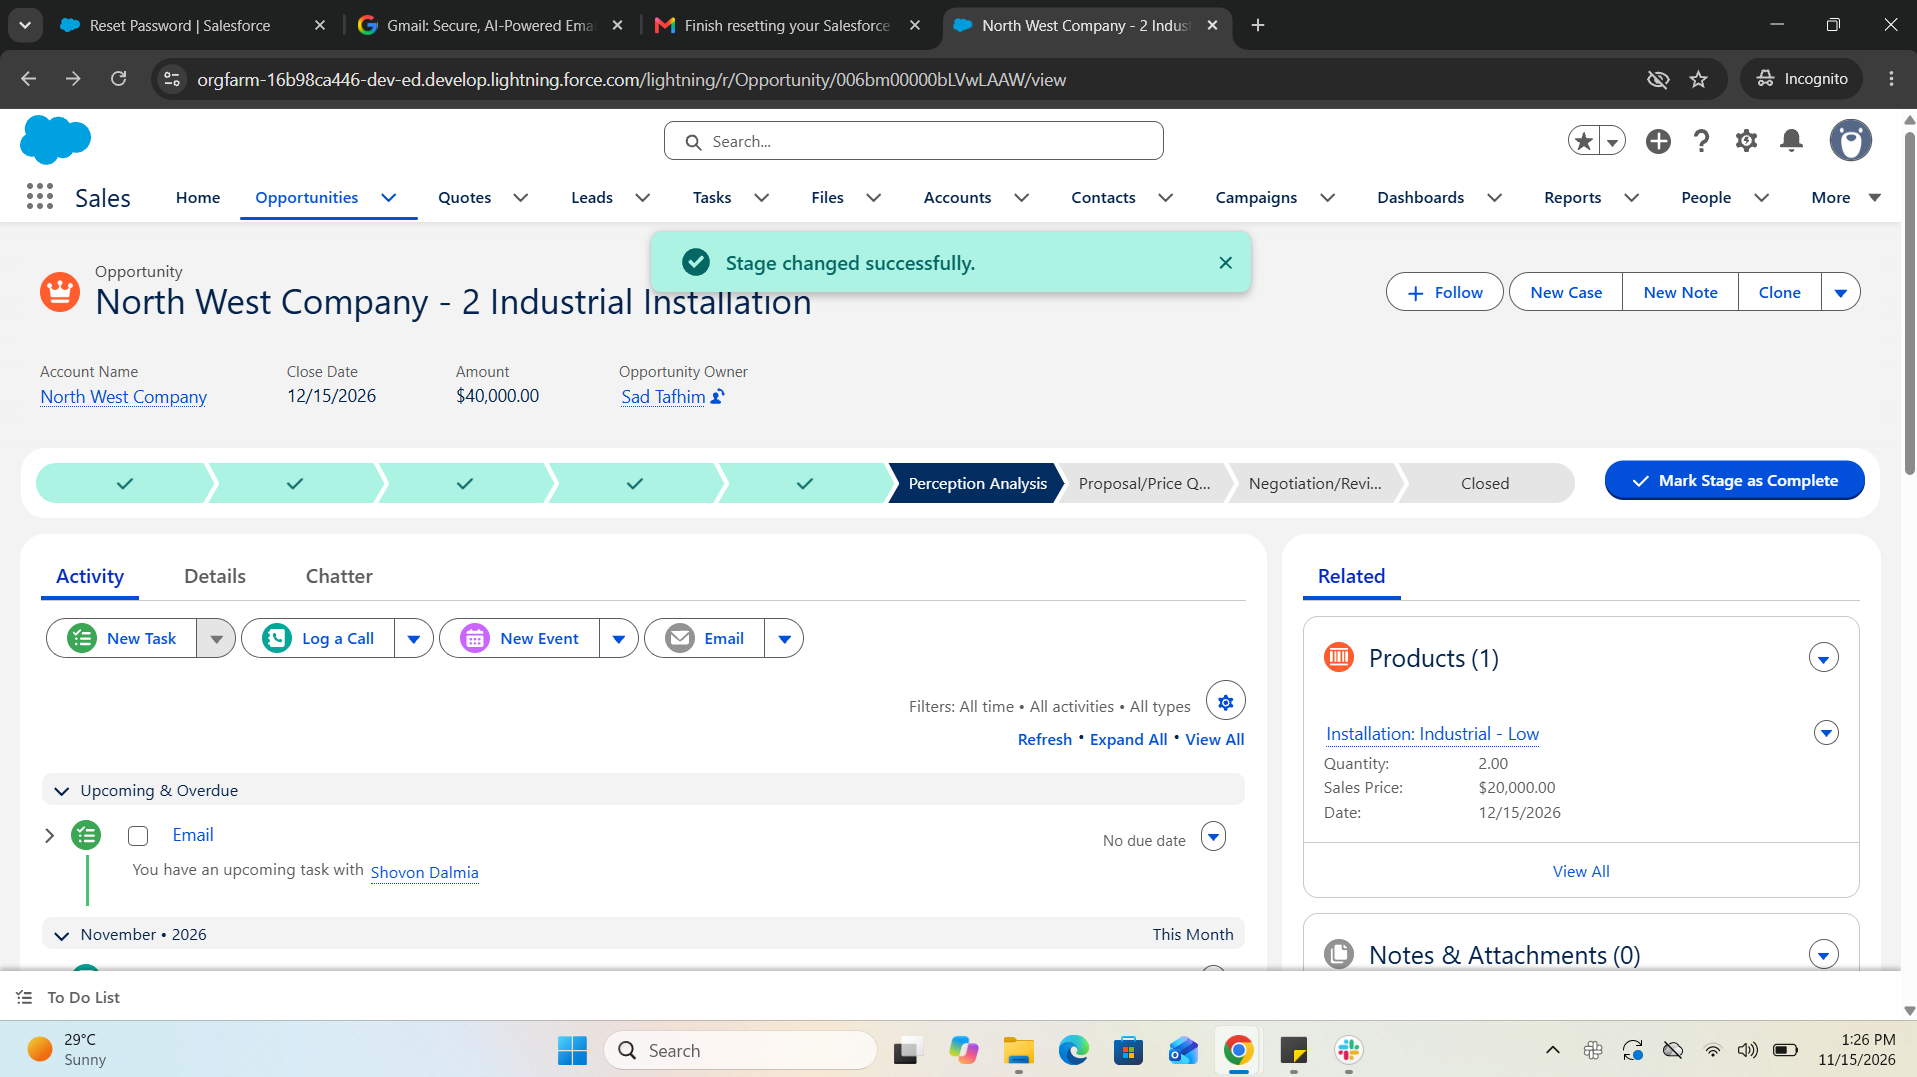 Reset Password | Salesforce
Gmail: Secure, AI-Powered Emai
Finish resetting your Salesforce
North West Company - 2 Indust
orgfarm-16b98ca446-dev-ed.develop.lightning.force.com/lightning/r/Opportunity/006bm00000bLVwLAAW/view
Incognito
Search...
Sales
Home
Opportunities
Quotes
Leads
Tasks
Files
Accounts
Contacts
Campaigns
Dashboards
Reports
People
More
Stage changed successfully.
Opportunity
North West Company - 2 Industrial Installation
Follow
New Case
New Note
Clone
Account Name
North West Company
Close Date
12/15/2026
Amount
$40,000.00
Opportunity Owner
Sad Tafhim
Perception Analysis
Proposal/Price Q...
Negotiation/Revi...
Closed
Mark Stage as Complete
Activity
Details
Chatter
New Task
Log a Call
New Event
Email
Filters: All time • All activities • All types
Refresh • Expand All • View All
Upcoming & Overdue
Email
No due date
You have an upcoming task with Shovon Dalmia
November • 2026
This Month
Related
Products (1)
Installation: Industrial - Low
Quantity: 2.00
Sales Price: $20,000.00
Date: 12/15/2026
View All
Notes & Attachments (0)
To Do List
29°C
Sunny
Search
1:26 PM
11/15/2026